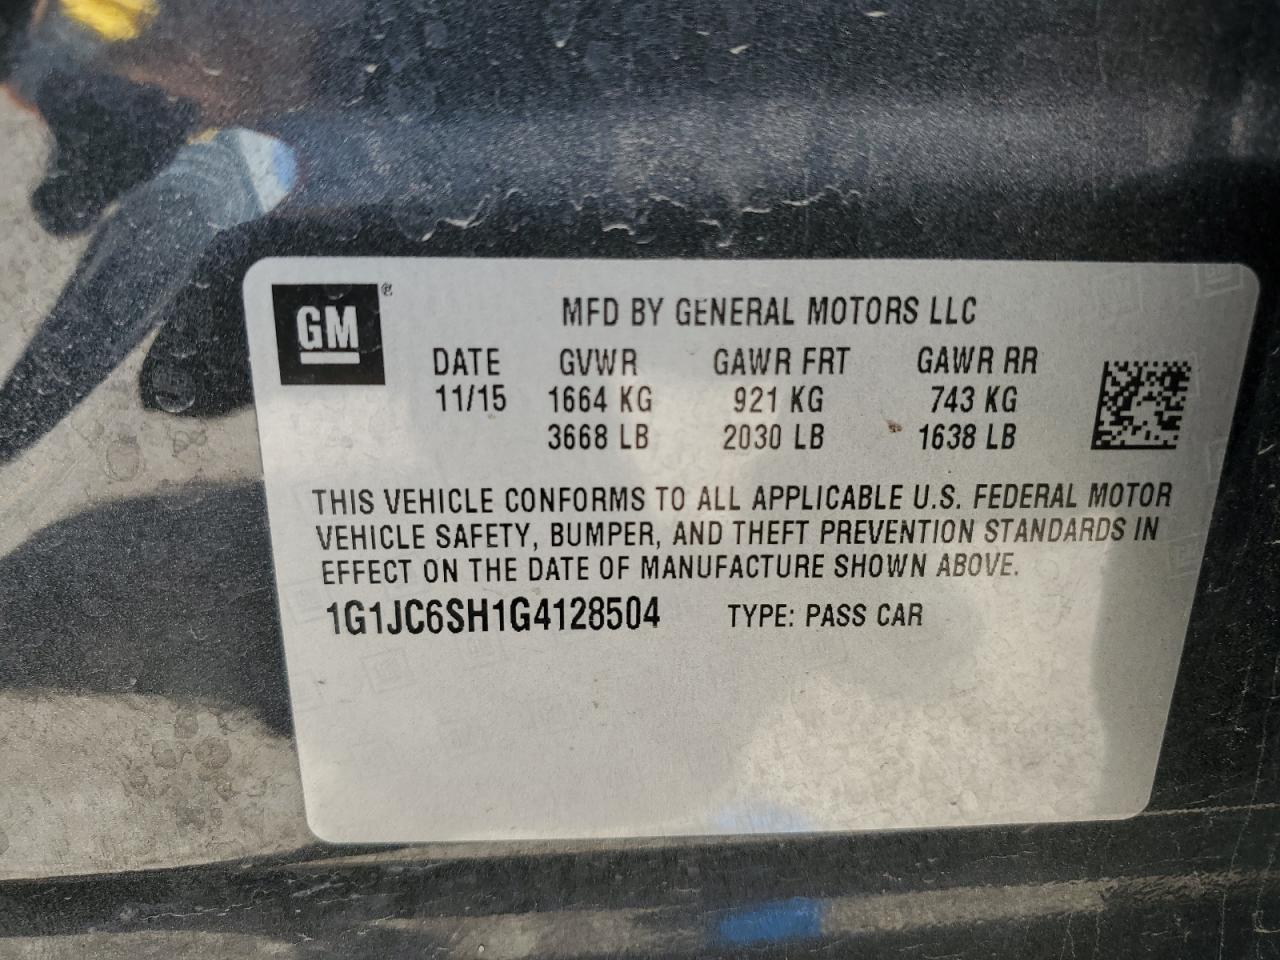 GM ®
MFD BY GENERAL MOTORS LLC
DATE GVWR GAWR FRT GAWR RR
11/15 1664 KG 921 KG 743 KG
3668 LB 2030 LB 1638 LB
THIS VEHICLE CONFORMS TO ALL APPLICABLE U.S. FEDERAL MOTOR
VEHICLE SAFETY, BUMPER, AND THEFT PREVENTION STANDARDS IN
EFFECT ON THE DATE OF MANUFACTURE SHOWN ABOVE.
1G1JC6SH1G4128504 TYPE: PASS CAR